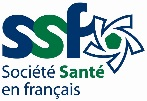 ssf
Société Santé
en français